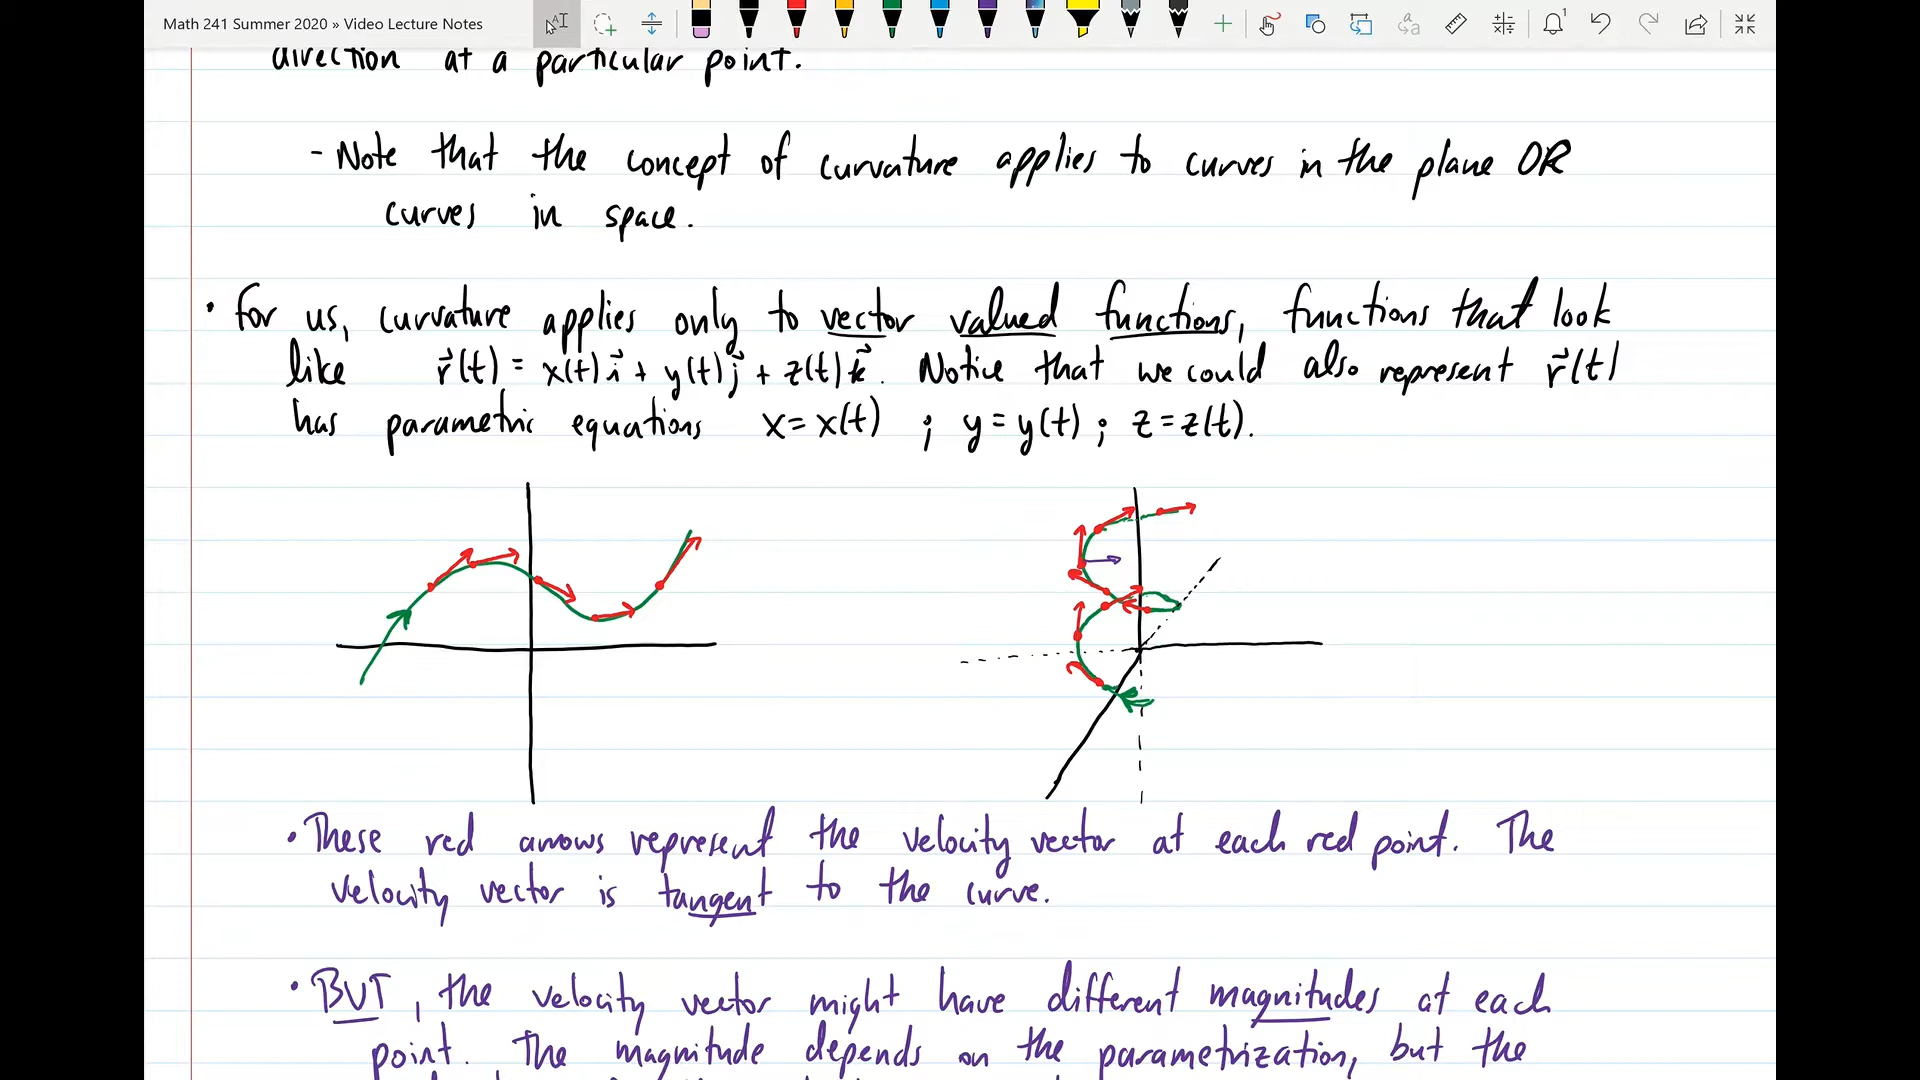 Math 241 Summer 2020 » Video Lecture Notes
direction at a particular point.
- Note that the concept of curvature applies to curves in the plane OR
curves in space.
• For us, curvature applies only to vector valued functions, functions that look
like r⃗(t) = x(t)i⃗ + y(t)j⃗ + z(t)k⃗. Notice that we could also represent r⃗(t)
has parametric equations x = x(t) ; y = y(t) ; z = z(t).
• These red arrows represent the velocity vector at each red point. The
velocity vector is tangent to the curve.
• BUT, the velocity vector might have different magnitudes at each
point. The magnitude depends on the parametrization, but the